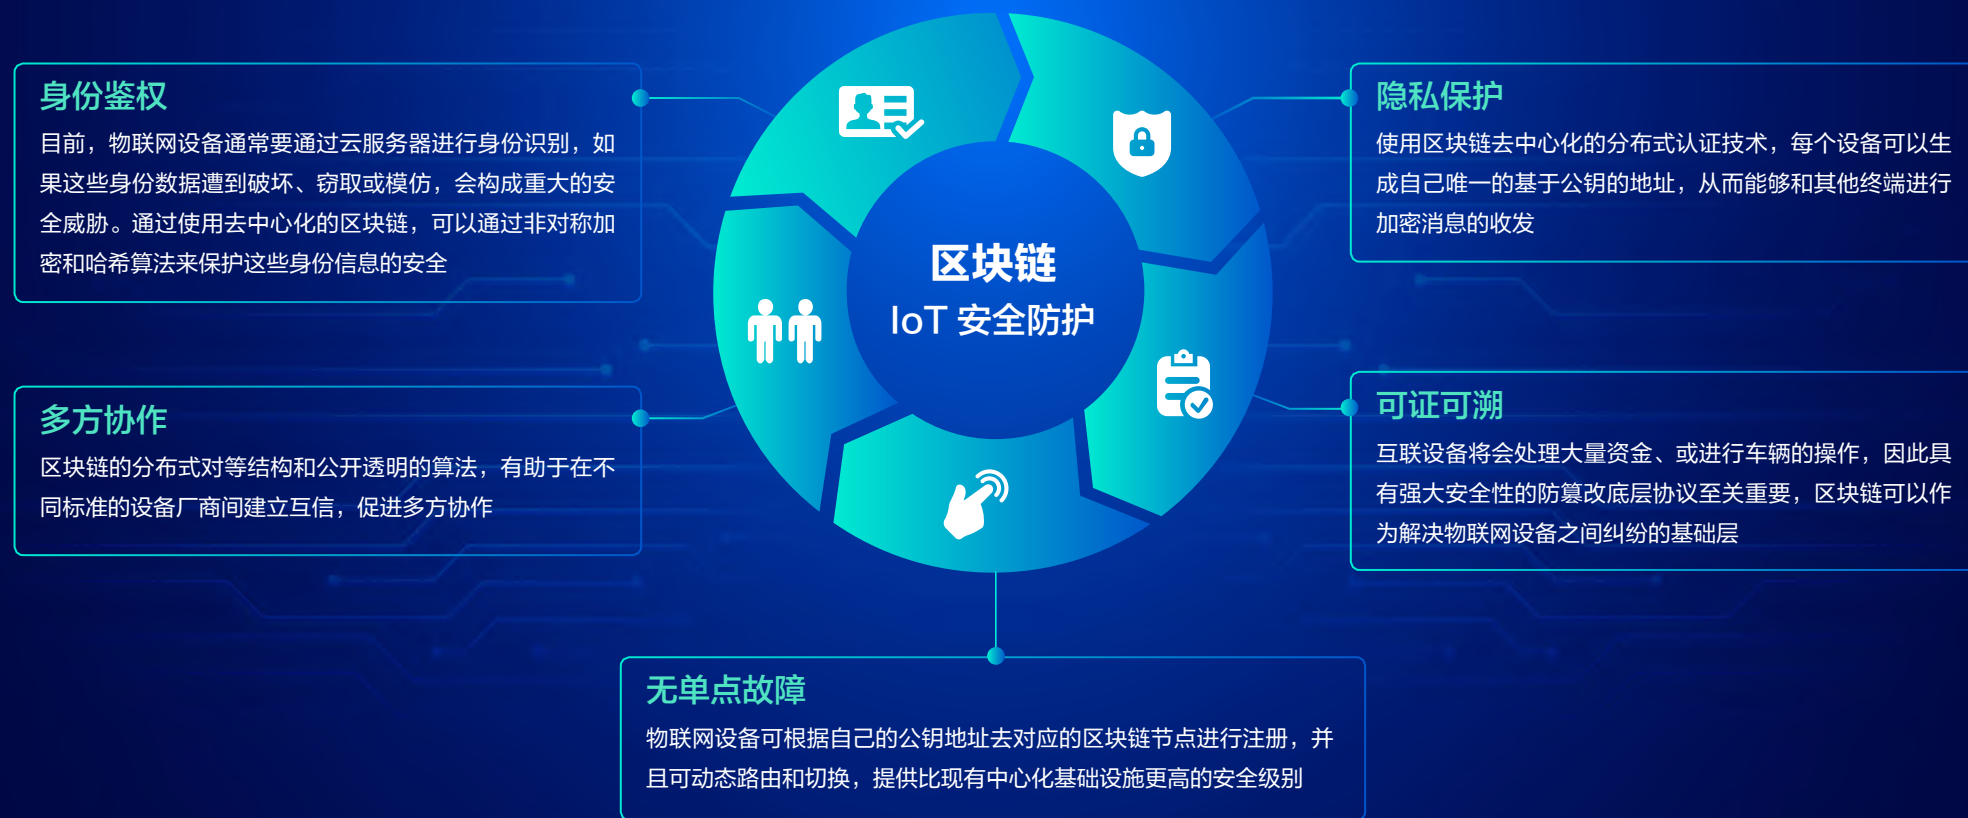 身份鉴权
目前，物联网设备通常要通过云服务器进行身份识别，如
果这些身份数据遭到破坏、窃取或模仿，会构成重大的安
全威胁。通过使用去中心化的区块链，可以通过非对称加
密和哈希算法来保护这些身份信息的安全
多方协作
区块链的分布式对等结构和公开透明的算法，有助于在不
同标准的设备厂商间建立互信，促进多方协作
区块链
IoT 安全防护
隐私保护
使用区块链去中心化的分布式认证技术，每个设备可以生
成自己唯一的基于公钥的地址，从而能够和其他终端进行
加密消息的收发
可证可溯
互联设备将会处理大量资金、或进行车辆的操作，因此具
有强大安全性的防篡改底层协议至关重要，区块链可以作
为解决物联网设备之间纠纷的基础层
无单点故障
物联网设备可根据自己的公钥地址去对应的区块链节点进行注册，并
且可动态路由和切换，提供比现有中心化基础设施更高的安全级别